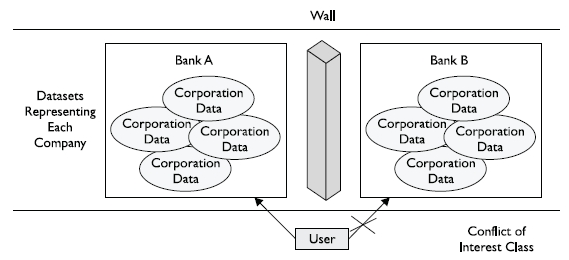 Wall
Datasets
Representing
Each
Company
Bank A
Corporation
Data
Corporation
Data
Corporation
Data
Corporation
Data
Bank B
Corporation
Data
Corporation
Data
Corporation
Data
Corporation
Data
User
Conflict of
Interest Class